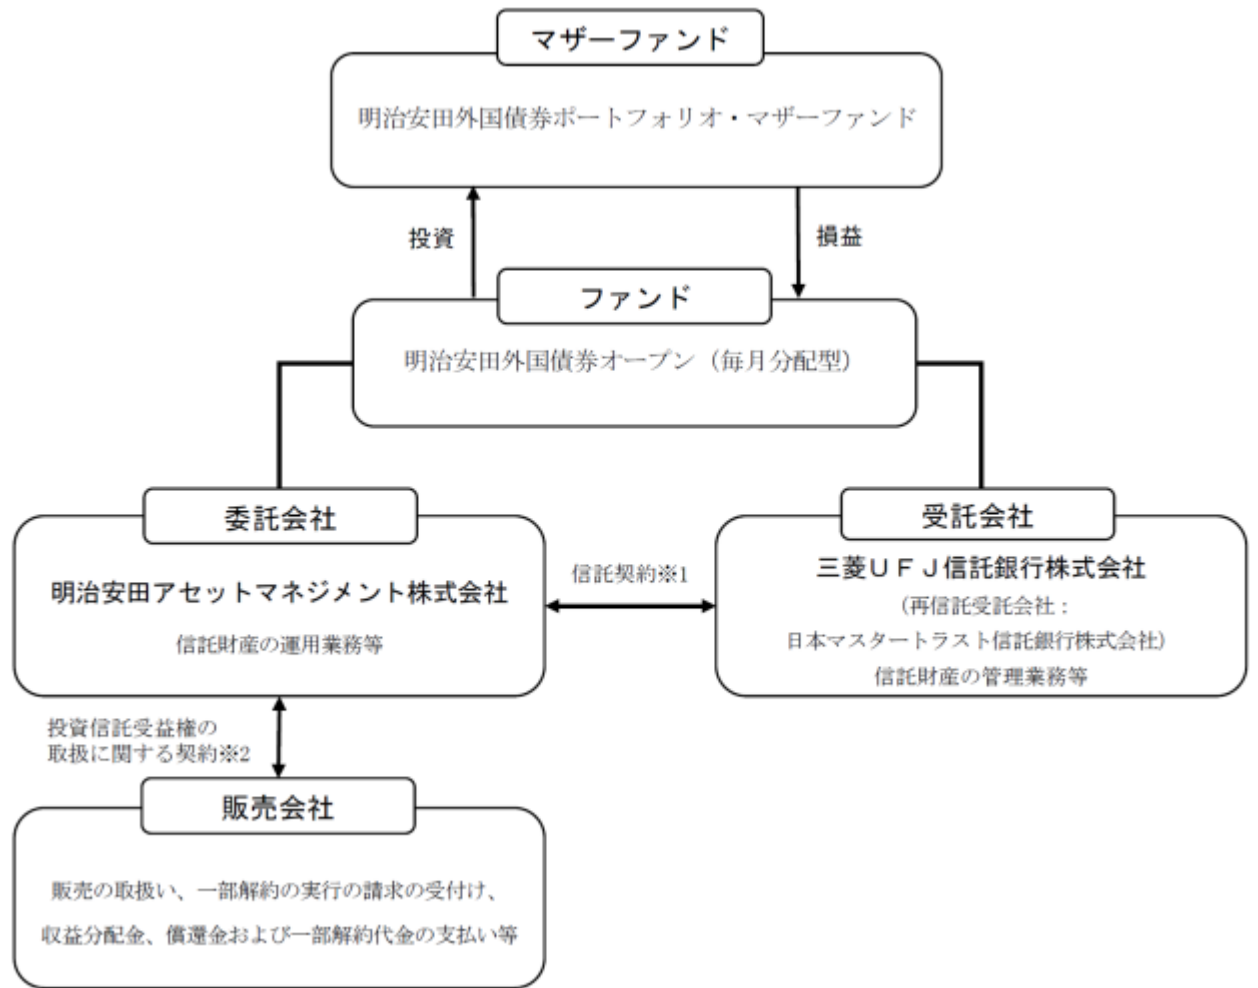 マザーファンド
明治安田外国債券ポートフォリオ・マザーファンド
投資
損益
ファンド
明治安田外国債券オープン（毎月分配型）
委託会社
明治安田アセットマネジメント株式会社
信託財産の運用業務等
信託契約※1
受託会社
三菱ＵＦＪ信託銀行株式会社
（再信託受託会社：
日本マスタートラスト信託銀行株式会社）
信託財産の管理業務等
投資信託受益権の
取扱に関する契約※2
販売会社
販売の取扱い、一部解約の実行の請求の受付け、
収益分配金、償還金および一部解約代金の支払い等